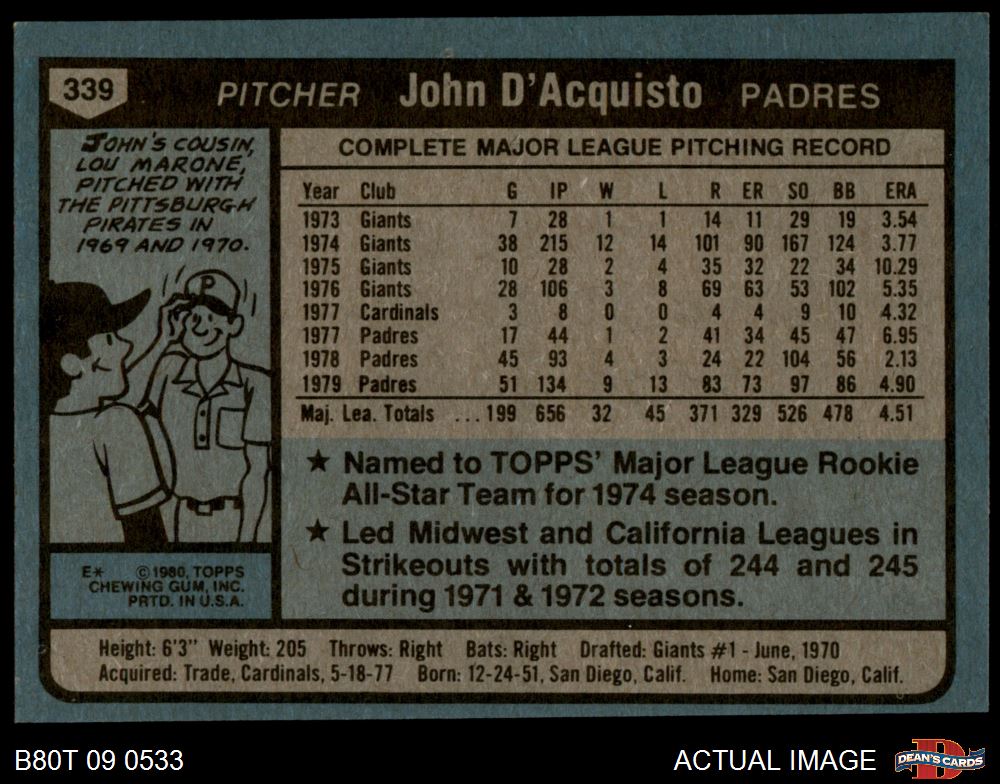 339
PITCHER John D'Acquisto PADRES
JOHN'S COUSIN,
LOU MARONE,
PITCHED WITH
THE PITTSBURGH
PIRATES IN
1969 AND 1970.
P
E* ©1980, TOPPS
CHEWING GUM, INC.
PRTD. IN U.S.A.
COMPLETE MAJOR LEAGUE PITCHING RECORD
Year Club G IP W L R ER SO BB ERA
1973 Giants 7 28 1 1 14 11 29 19 3.54
1974 Giants 38 215 12 14 101 90 167 124 3.77
1975 Giants 10 28 2 4 35 32 22 34 10.29
1976 Giants 28 106 3 8 69 63 53 102 5.35
1977 Cardinals 3 8 0 0 4 4 9 10 4.32
1977 Padres 17 44 1 2 41 34 45 47 6.95
1978 Padres 45 93 4 3 24 22 104 56 2.13
1979 Padres 51 134 9 13 83 73 97 86 4.90
Maj. Lea. Totals ... 199 656 32 45 371 329 526 478 4.51
★ Named to TOPPS' Major League Rookie
All-Star Team for 1974 season.
★ Led Midwest and California Leagues in
Strikeouts with totals of 244 and 245
during 1971 & 1972 seasons.
Height: 6'3" Weight: 205 Throws: Right Bats: Right Drafted: Giants #1 - June, 1970
Acquired: Trade, Cardinals, 5-18-77 Born: 12-24-51, San Diego, Calif. Home: San Diego, Calif.
B80T 09 0533 ACTUAL IMAGE D DEAN'S CARDS